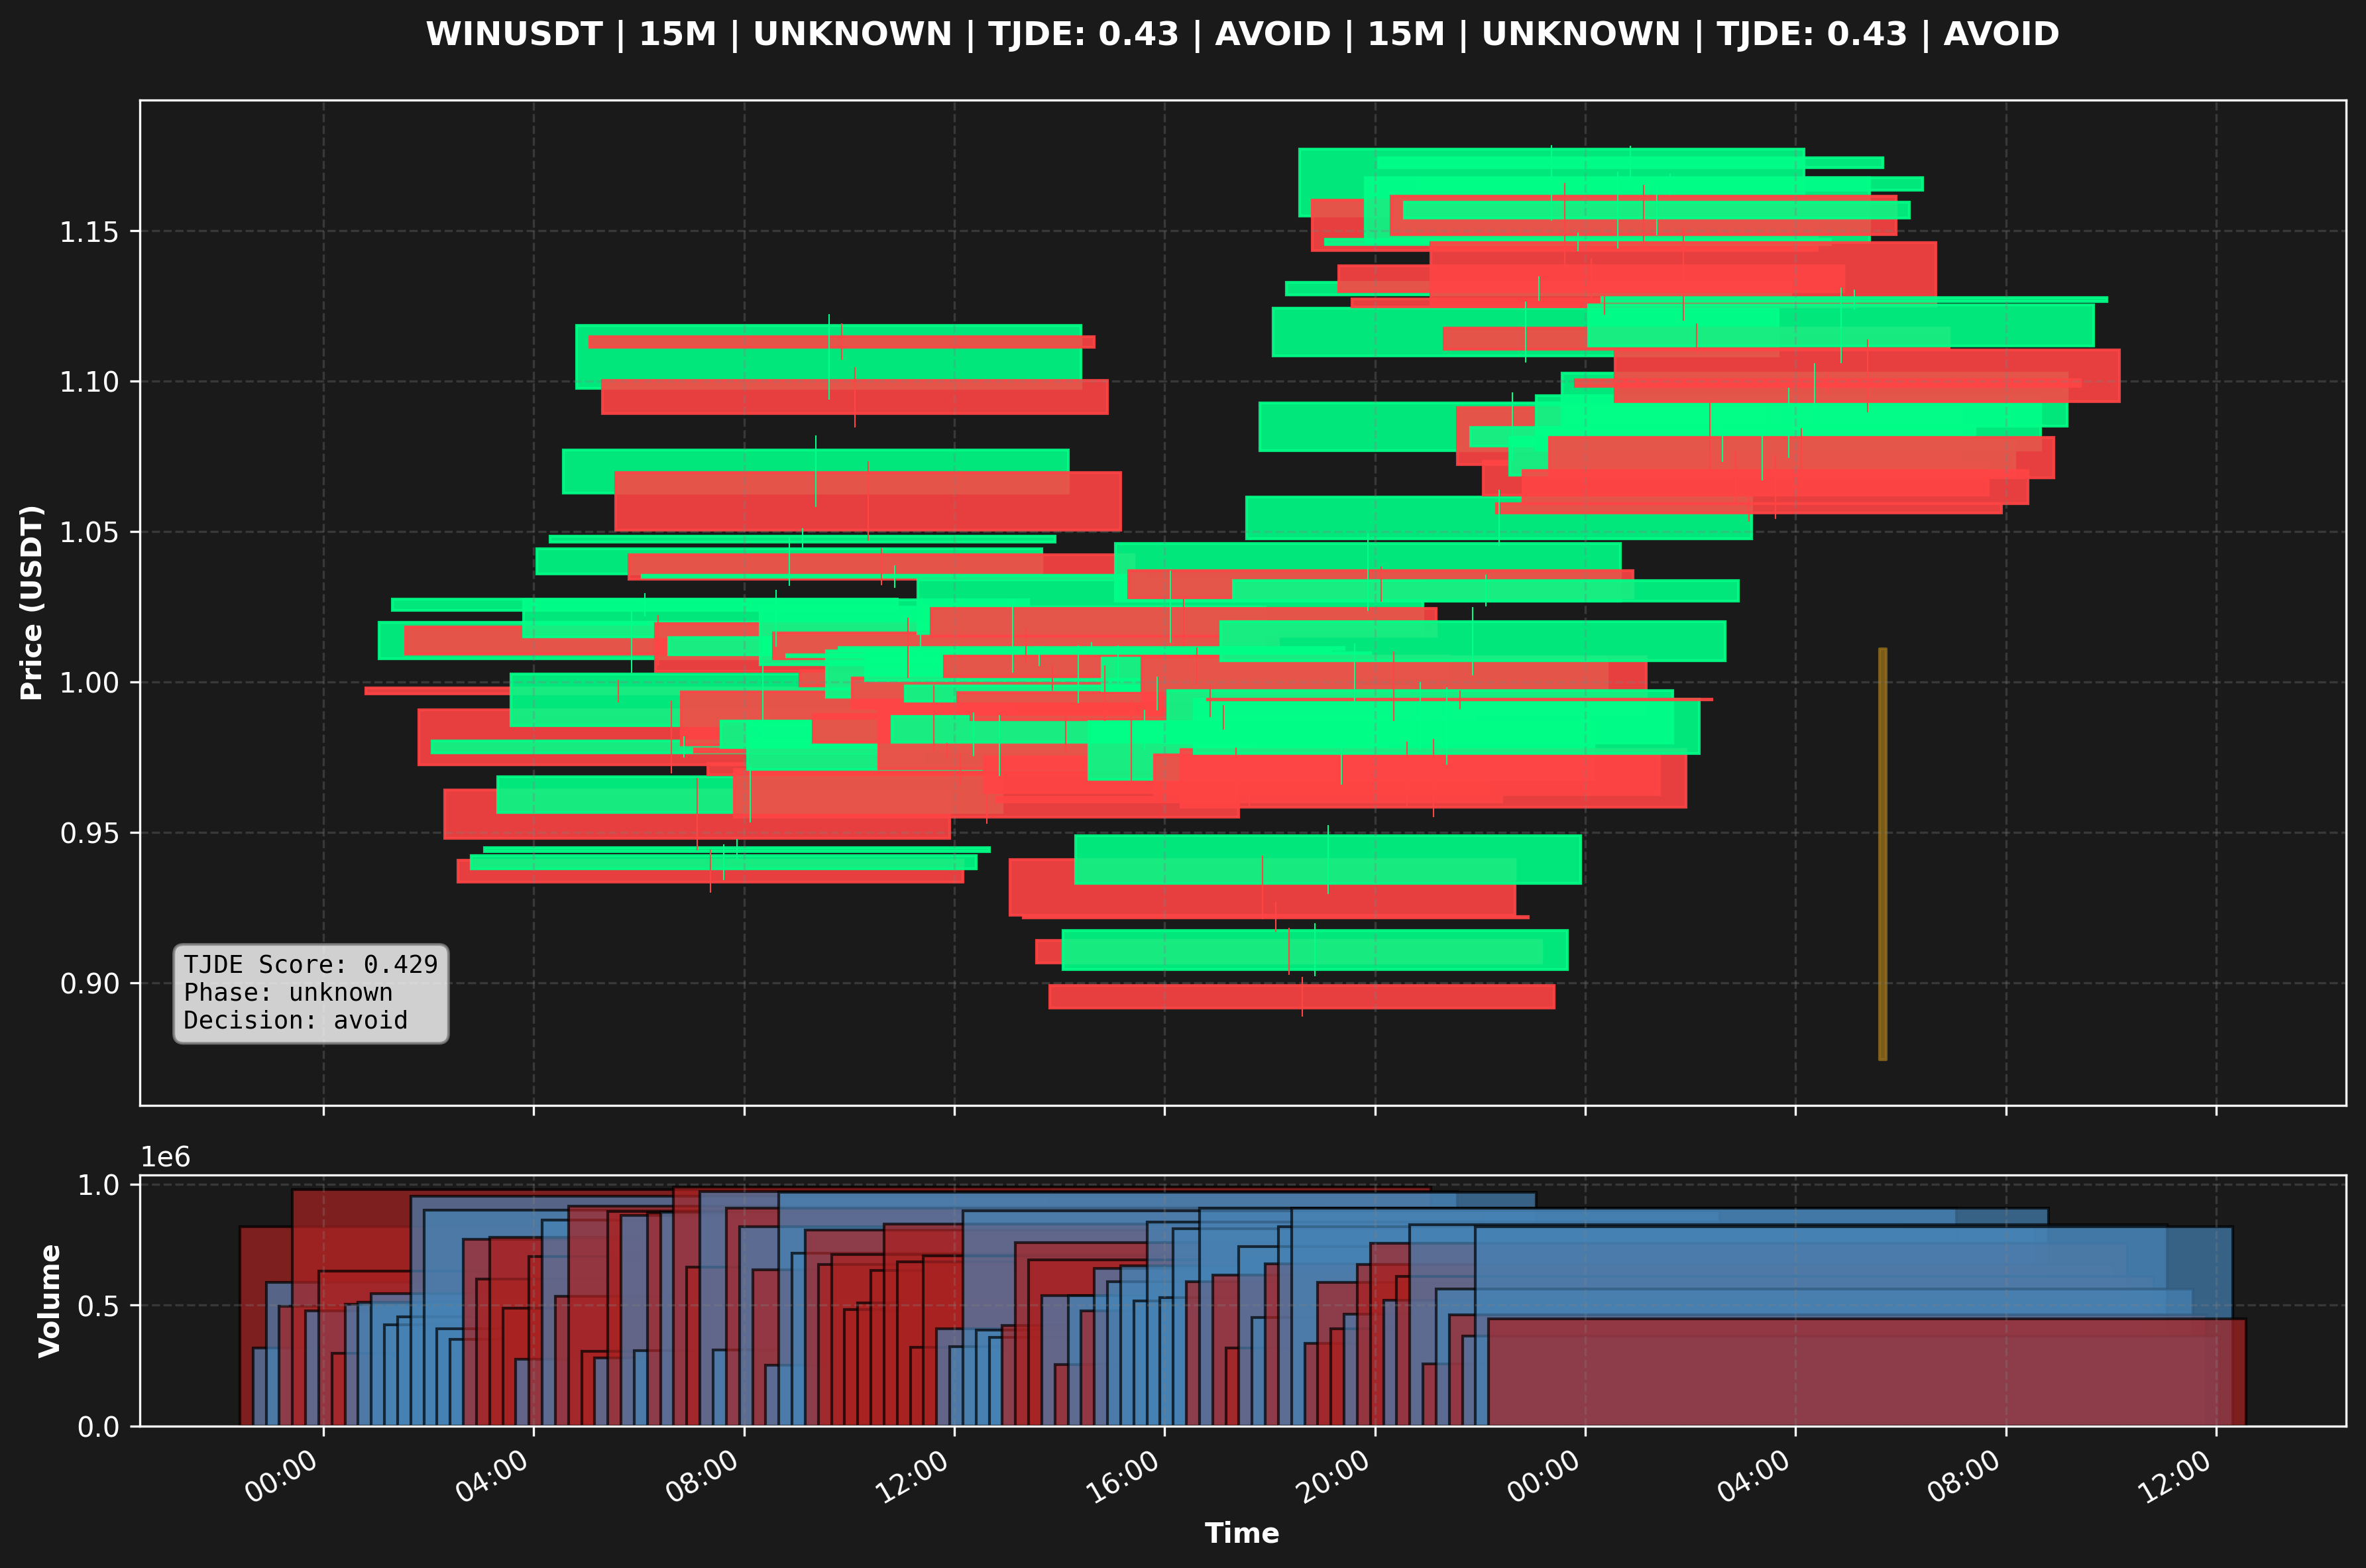 WINUSDT | 15M | UNKNOWN | TJDE: 0.43 | AVOID | 15M | UNKNOWN | TJDE: 0.43 | AVOID
Price (USDT)
1.15
1.10
1.05
1.00
0.95
0.90
TJDE Score: 0.429
Phase: unknown
Decision: avoid
1e6
Volume
1.0
0.5
0.0
00:00 04:00 08:00 12:00 16:00 20:00 00:00 04:00 08:00 12:00
Time